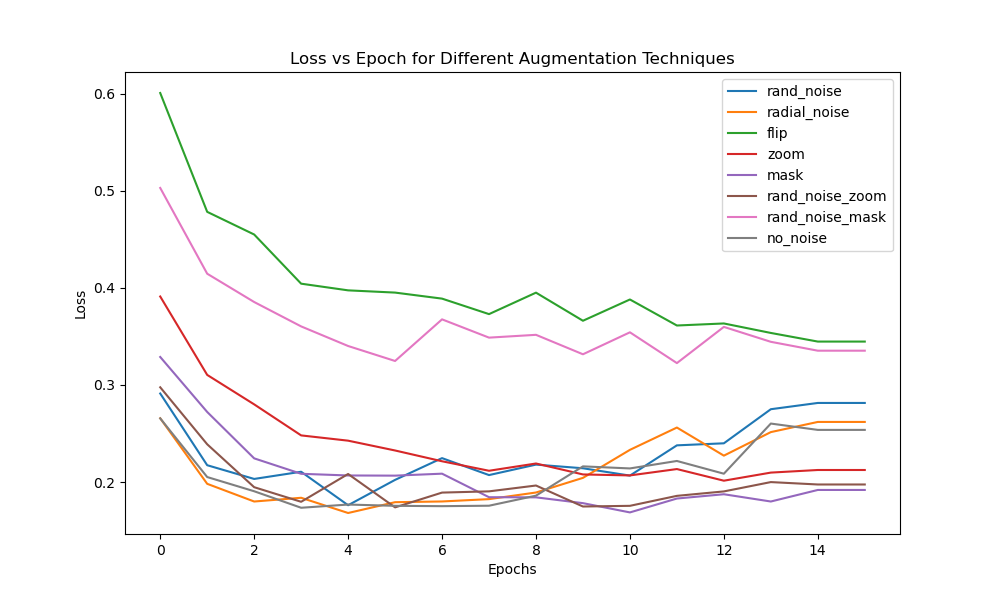 Loss vs Epoch for Different Augmentation Techniques
0.6
0.5
0.4
0.3
0.2
Loss
0 2 4 6 8 10 12 14
Epochs
rand_noise
radial_noise
flip
zoom
mask
rand_noise_zoom
rand_noise_mask
no_noise